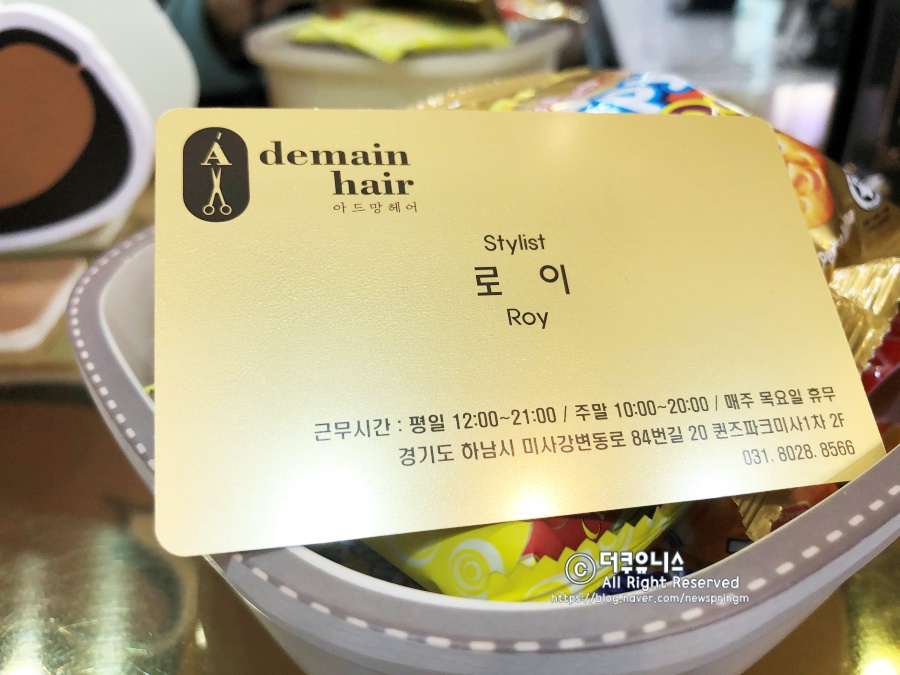 Á
demain
hair
아드망헤어
Stylist
로 이
Roy
근무시간 : 평일 12:00~21:00 / 주말 10:00~20:00 / 매주 목요일 휴무
경기도 하남시 미사강변동로 84번길 20 퀸즈파크미사1차 2F
031. 8028. 8566
ⓒ 더쿠유니스
All Right Reserved
https://blog.naver.com/newspringm